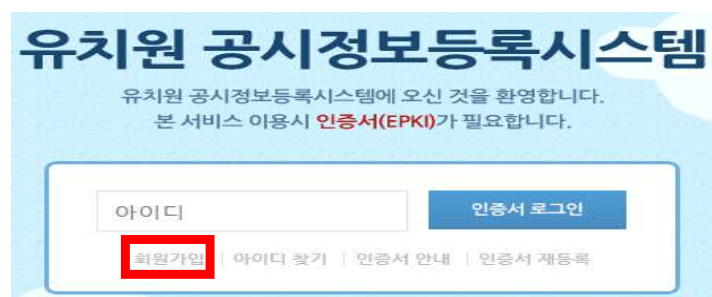 유치원 공시정보등록시스템
유치원 공시정보등록시스템에 오신 것을 환영합니다.
본 서비스 이용시 인증서(EPKI)가 필요합니다.
아이디 인증서 로그인
회원가입 | 아이디 찾기 | 인증서 안내 | 인증서 재등록